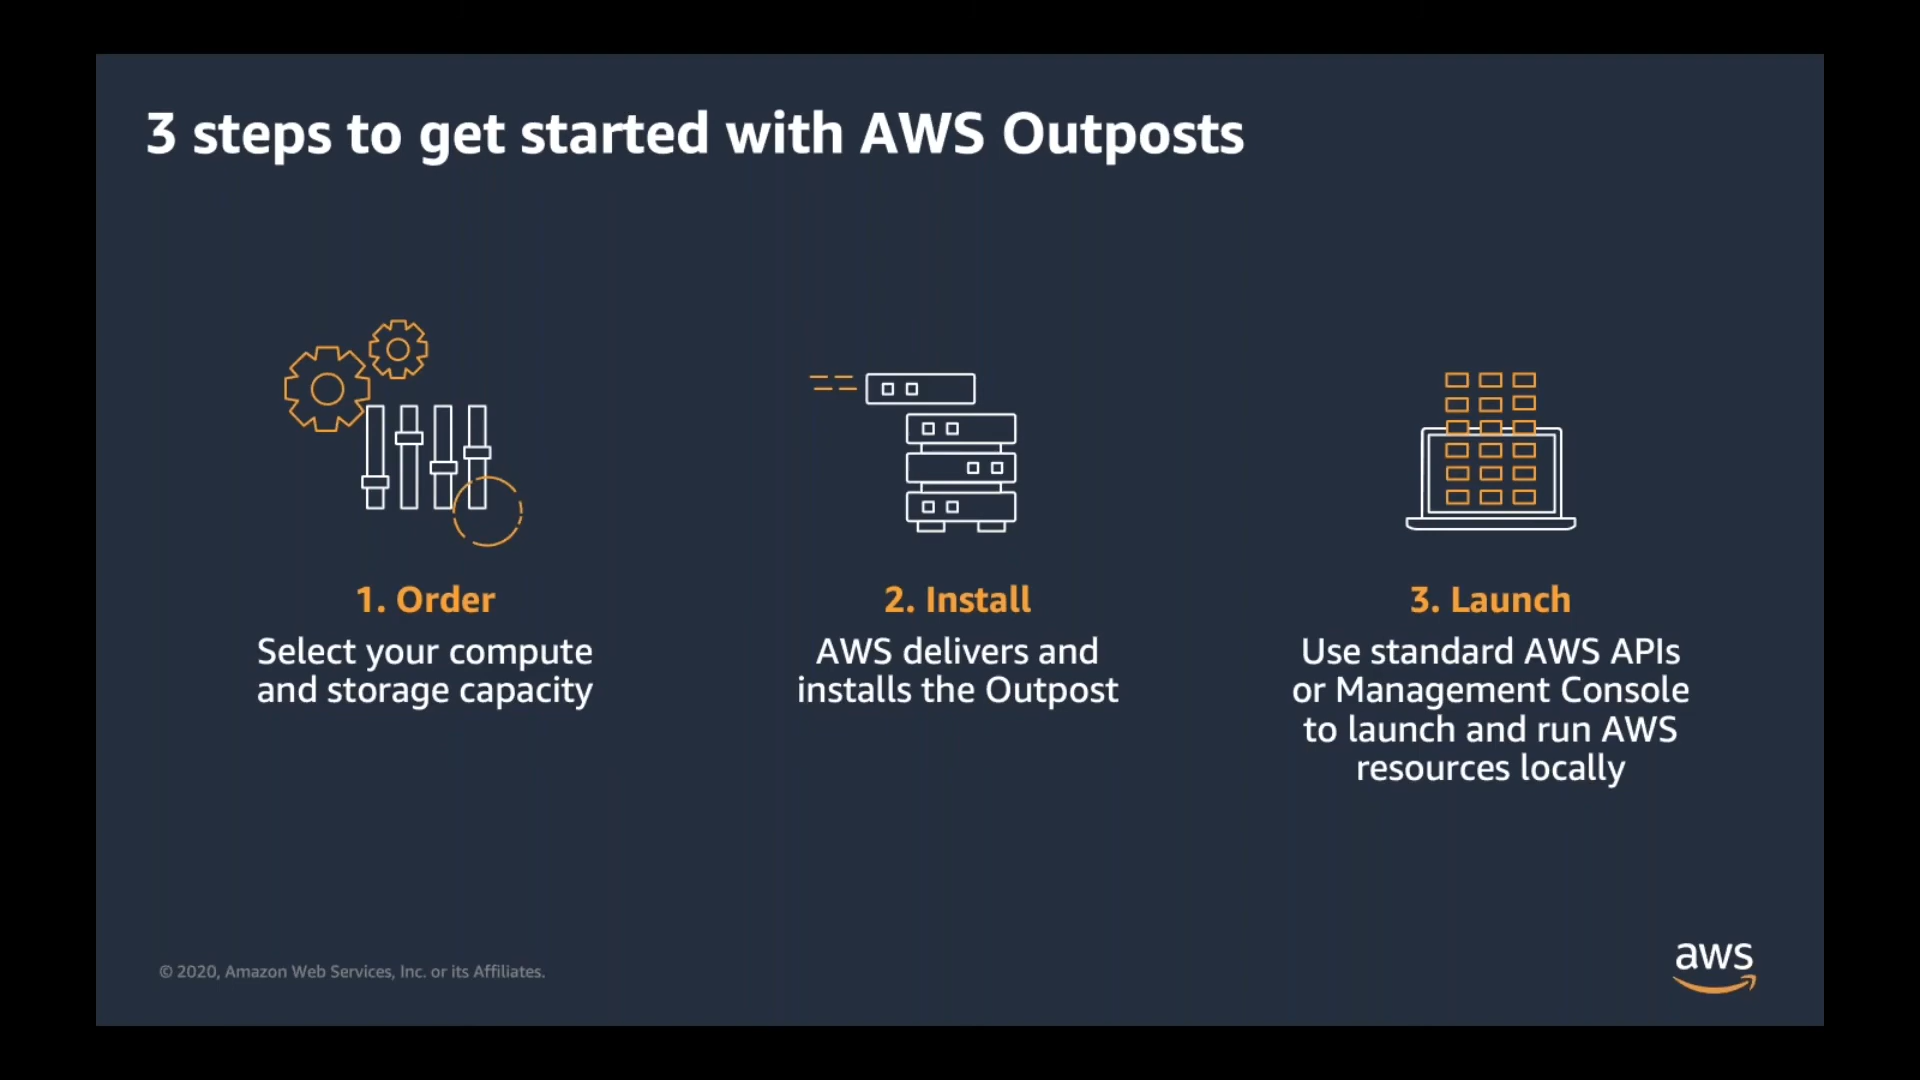 3 steps to get started with AWS Outposts
1. Order
Select your compute
and storage capacity
2. Install
AWS delivers and
installs the Outpost
3. Launch
Use standard AWS APIs
or Management Console
to launch and run AWS
resources locally
© 2020, Amazon Web Services, Inc. or its Affiliates.
aws